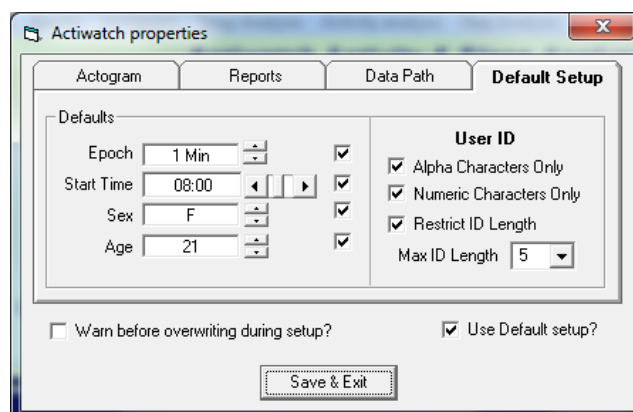 Actiwatch properties
Actogram Reports Data Path Default Setup
Defaults
Epoch 1 Min
Start Time 08:00
Sex F
Age 21
User ID
Alpha Characters Only
Numeric Characters Only
Restrict ID Length
Max ID Length 5
Warn before overwriting during setup? Use Default setup?
Save & Exit